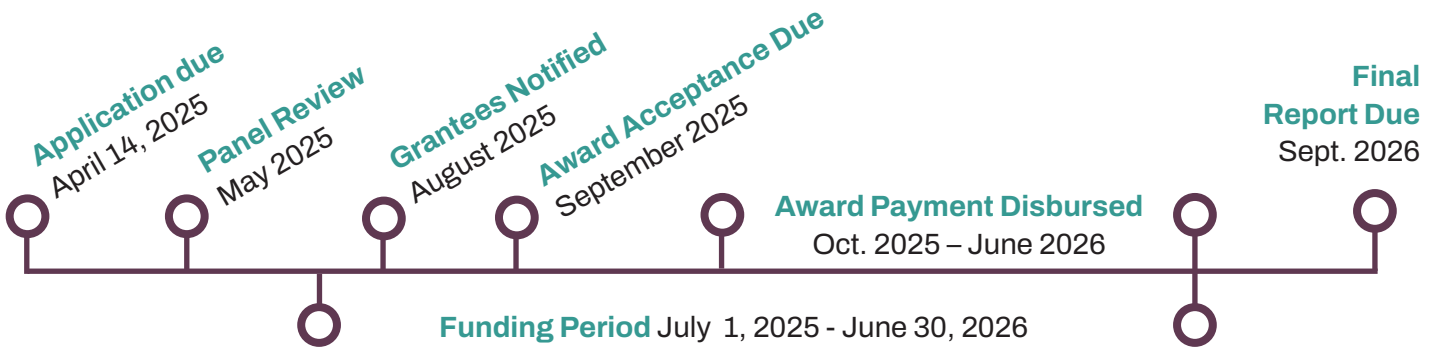 Application due
April 14, 2025
Panel Review
May 2025
Grantees Notified
August 2025
Award Acceptance Due
September 2025
Award Payment Disbursed
Oct. 2025 – June 2026
Final
Report Due
Sept. 2026
Funding Period July 1, 2025 - June 30, 2026